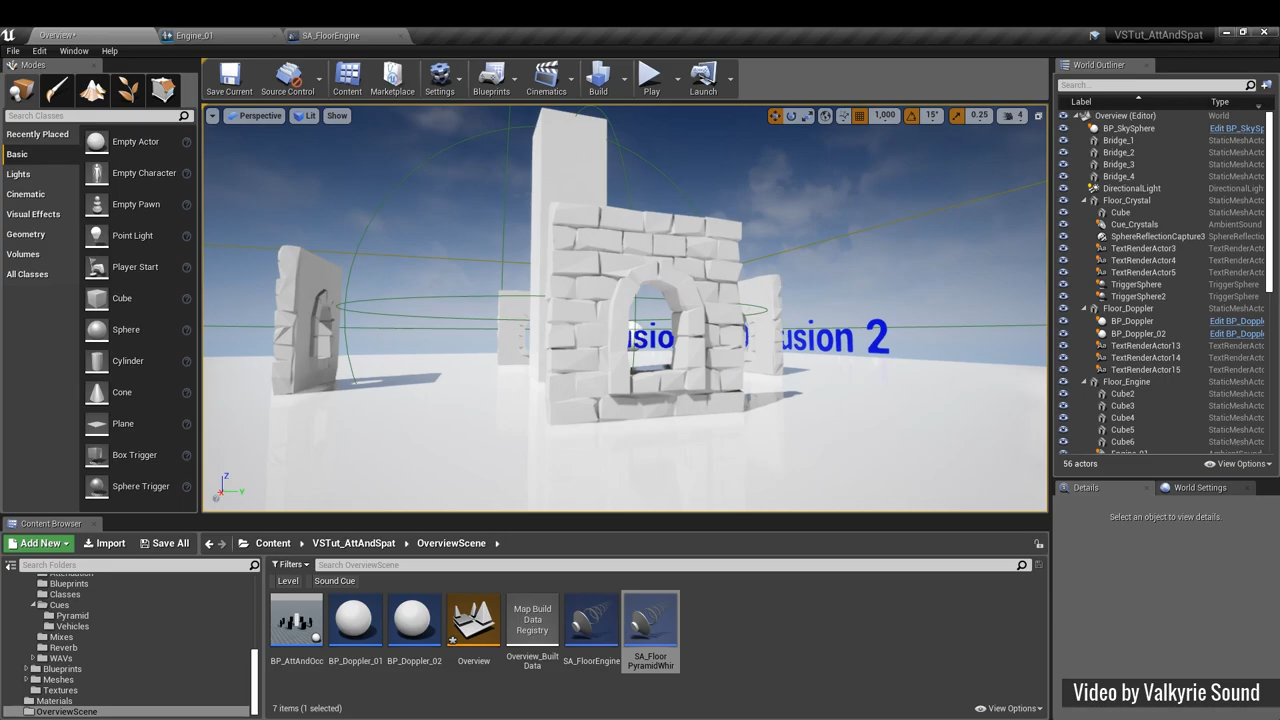 Overview*
Engine_01
SA_FloorEngine
VSTut_AttAndSpat
File Edit Window Help
Modes
Search Classes
Recently Placed
Basic
Lights
Cinematic
Visual Effects
Geometry
Volumes
All Classes
Empty Actor
Empty Character
Empty Pawn
Point Light
Player Start
Cube
Sphere
Cylinder
Cone
Plane
Box Trigger
Sphere Trigger
Save Current
Source Control
Content
Marketplace
Settings
Blueprints
Cinematics
Build
Play
Launch
Perspective
Lit
Show
1,000
15°
0.25
4
usion
usion 2
Z
Y
World Outliner
Search...
Label Type
Overview (Editor) World
BP_SkySphere Edit BP_SkySp
Bridge_1 StaticMeshActo
Bridge_2 StaticMeshActo
Bridge_3 StaticMeshActo
Bridge_4 StaticMeshActo
DirectionalLight DirectionalLigh
Floor_Crystal StaticMeshActo
Cube StaticMeshActo
Cue_Crystals AmbientSound
SphereReflectionCapture3 SphereReflectio
TextRenderActor3 TextRenderActo
TextRenderActor4 TextRenderActo
TextRenderActor5 TextRenderActo
TriggerSphere TriggerSphere
TriggerSphere2 TriggerSphere
Floor_Doppler StaticMeshActo
BP_Doppler Edit BP_Dopple
BP_Doppler_02 Edit BP_Dopple
TextRenderActor13 TextRenderActo
TextRenderActor14 TextRenderActo
TextRenderActor15 TextRenderActo
Floor_Engine StaticMeshActo
Cube2 StaticMeshActo
Cube3 StaticMeshActo
Cube4 StaticMeshActo
Cube5 StaticMeshActo
Cube6 StaticMeshActo
56 actors
View Options
Details
World Settings
Select an object to view details.
Content Browser
Add New
Import
Save All
Content
VSTut_AttAndSpat
OverviewScene
Search Folders
Blueprints
Classes
Cues
Pyramid
Vehicles
Mixes
Reverb
WAVs
Blueprints
Meshes
Textures
Materials
OverviewScene
Filters
Search OverviewScene
Level
Sound Cue
Map Build
Data
Registry
BP_AttAndOcc
BP_Doppler_01
BP_Doppler_02
Overview
Overview_Built
Data
SA_FloorEngine
SA_Floor
PyramidWhir
7 items (1 selected)
View Options
Video by Valkyrie Sound